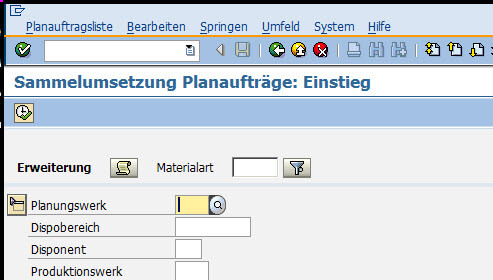 Planauftragsliste Bearbeiten Springen Umfeld System Hilfe
Sammelumsetzung Planaufträge: Einstieg
Erweiterung Materialart
Planungswerk
Dispobereich
Disponent
Produktionswerk